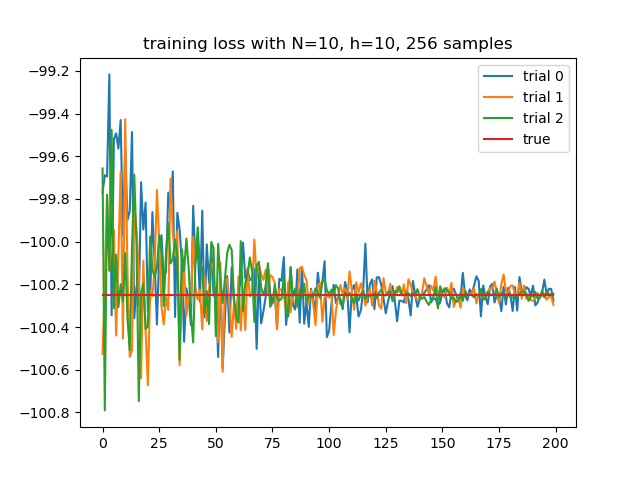 training loss with N=10, h=10, 256 samples
−99.2
−99.4
−99.6
−99.8
−100.0
−100.2
−100.4
−100.6
−100.8
trial 0
trial 1
trial 2
true
0 25 50 75 100 125 150 175 200